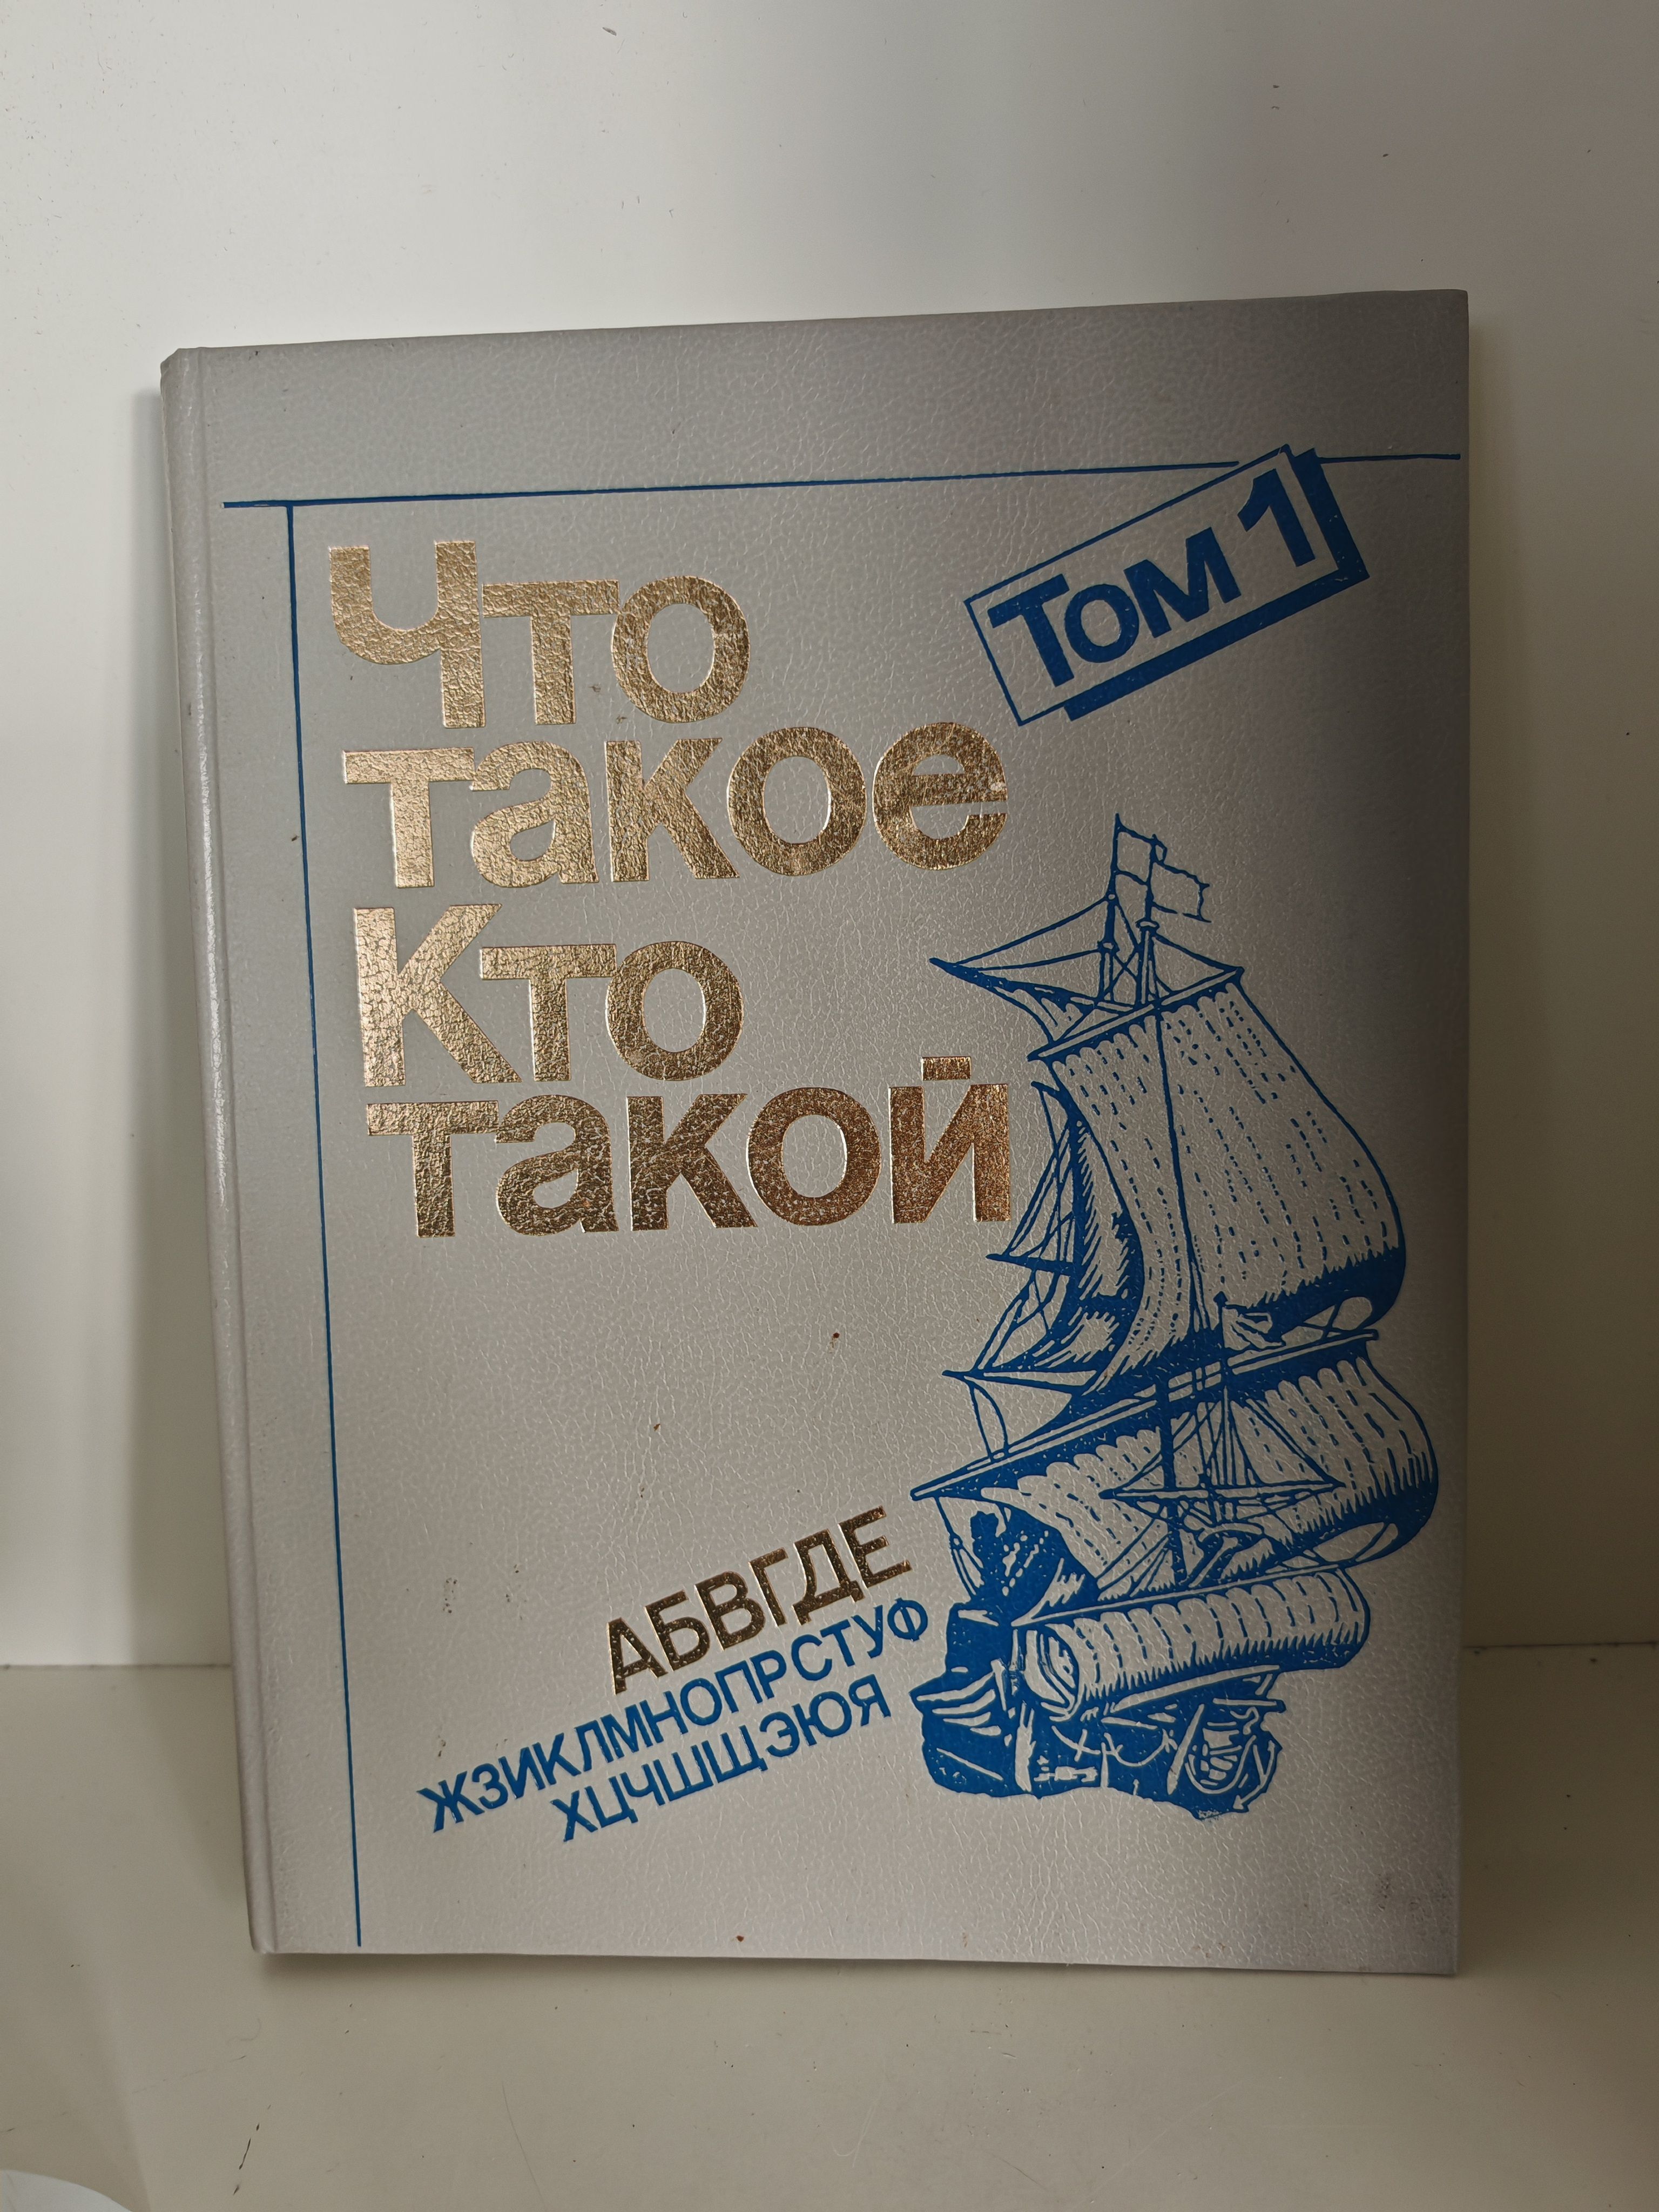 Том 1
Что
такое
Кто
такой
АБВГДЕ
ЖЗИКЛМНОПРСТУФ
ХЦЧШЩЭЮЯ